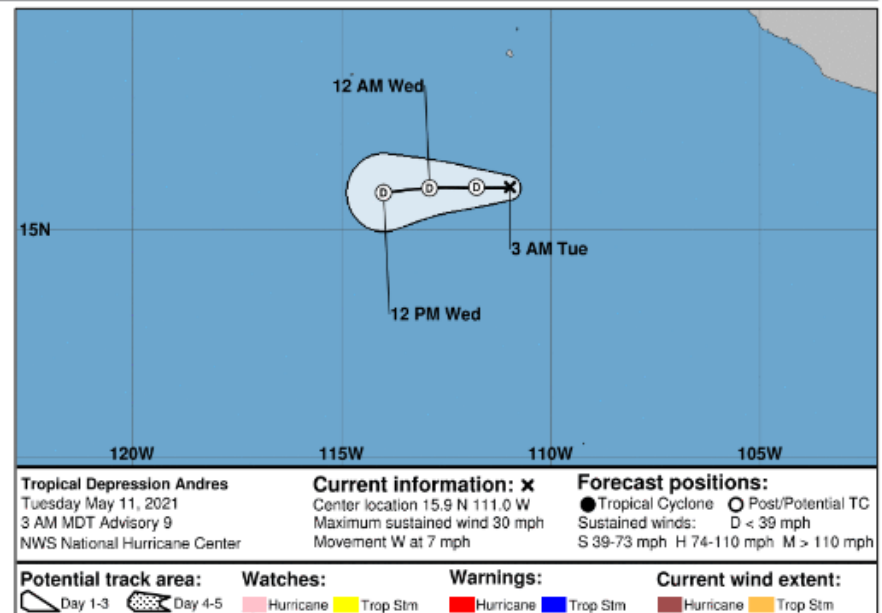 12 AM Wed
D
D
D
15N
3 AM Tue
12 PM Wed
120W
115W
110W
105W
Tropical Depression Andres
Tuesday May 11, 2021
3 AM MDT Advisory 9
NWS National Hurricane Center
Current information: ×
Center location 15.9 N 111.0 W
Maximum sustained wind 30 mph
Movement W at 7 mph
Forecast positions:
Tropical Cyclone Post/Potential TC
Sustained winds: D < 39 mph
S 39-73 mph H 74-110 mph M > 110 mph
Potential track area:
Day 1-3 Day 4-5
Watches:
Hurricane Trop Stm
Warnings:
Hurricane Trop Stm
Current wind extent:
Hurricane Trop Stm